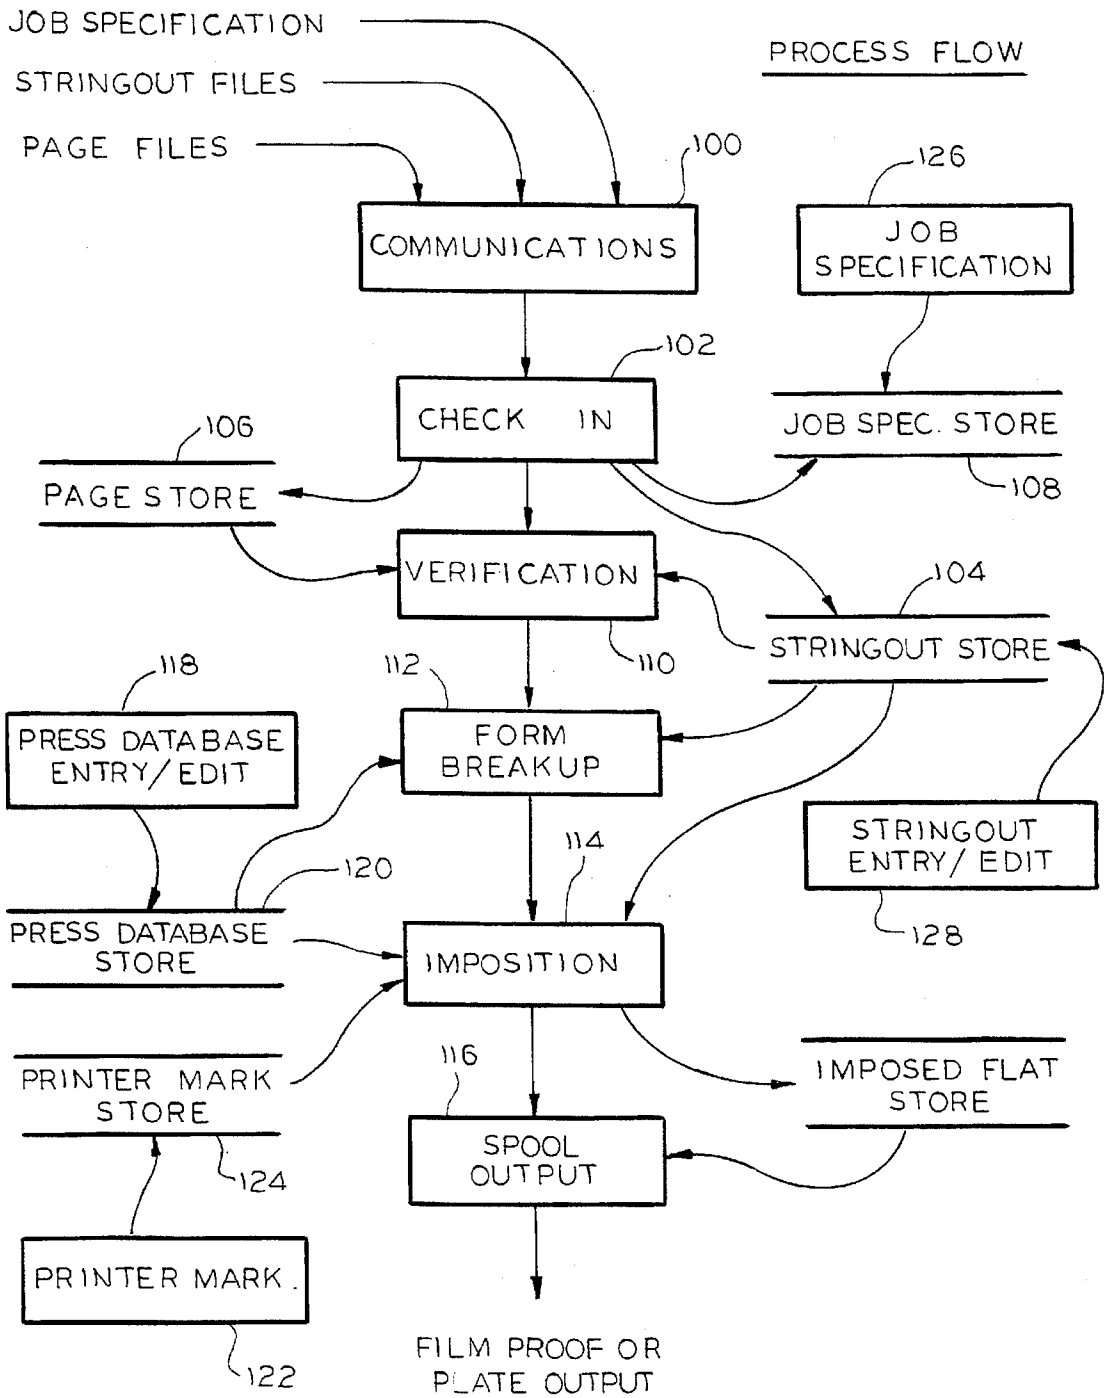 JOB SPECIFICATION
PROCESS FLOW
STRINGOUT FILES
PAGE FILES
100
126
COMMUNICATIONS
JOB
SPECIFICATION
102
CHECK IN
JOB SPEC. STORE
106
108
PAGE STORE
VERIFICATION
104
110
STRINGOUT STORE
118
112
PRESS DATABASE
ENTRY/EDIT
FORM
BREAKUP
STRINGOUT
ENTRY/EDIT
114
120
128
PRESS DATABASE
STORE
IMPOSITION
116
PRINTER MARK
STORE
IMPOSED FLAT
STORE
SPOOL
OUTPUT
124
PRINTER MARK.
122
FILM PROOF OR
PLATE OUTPUT